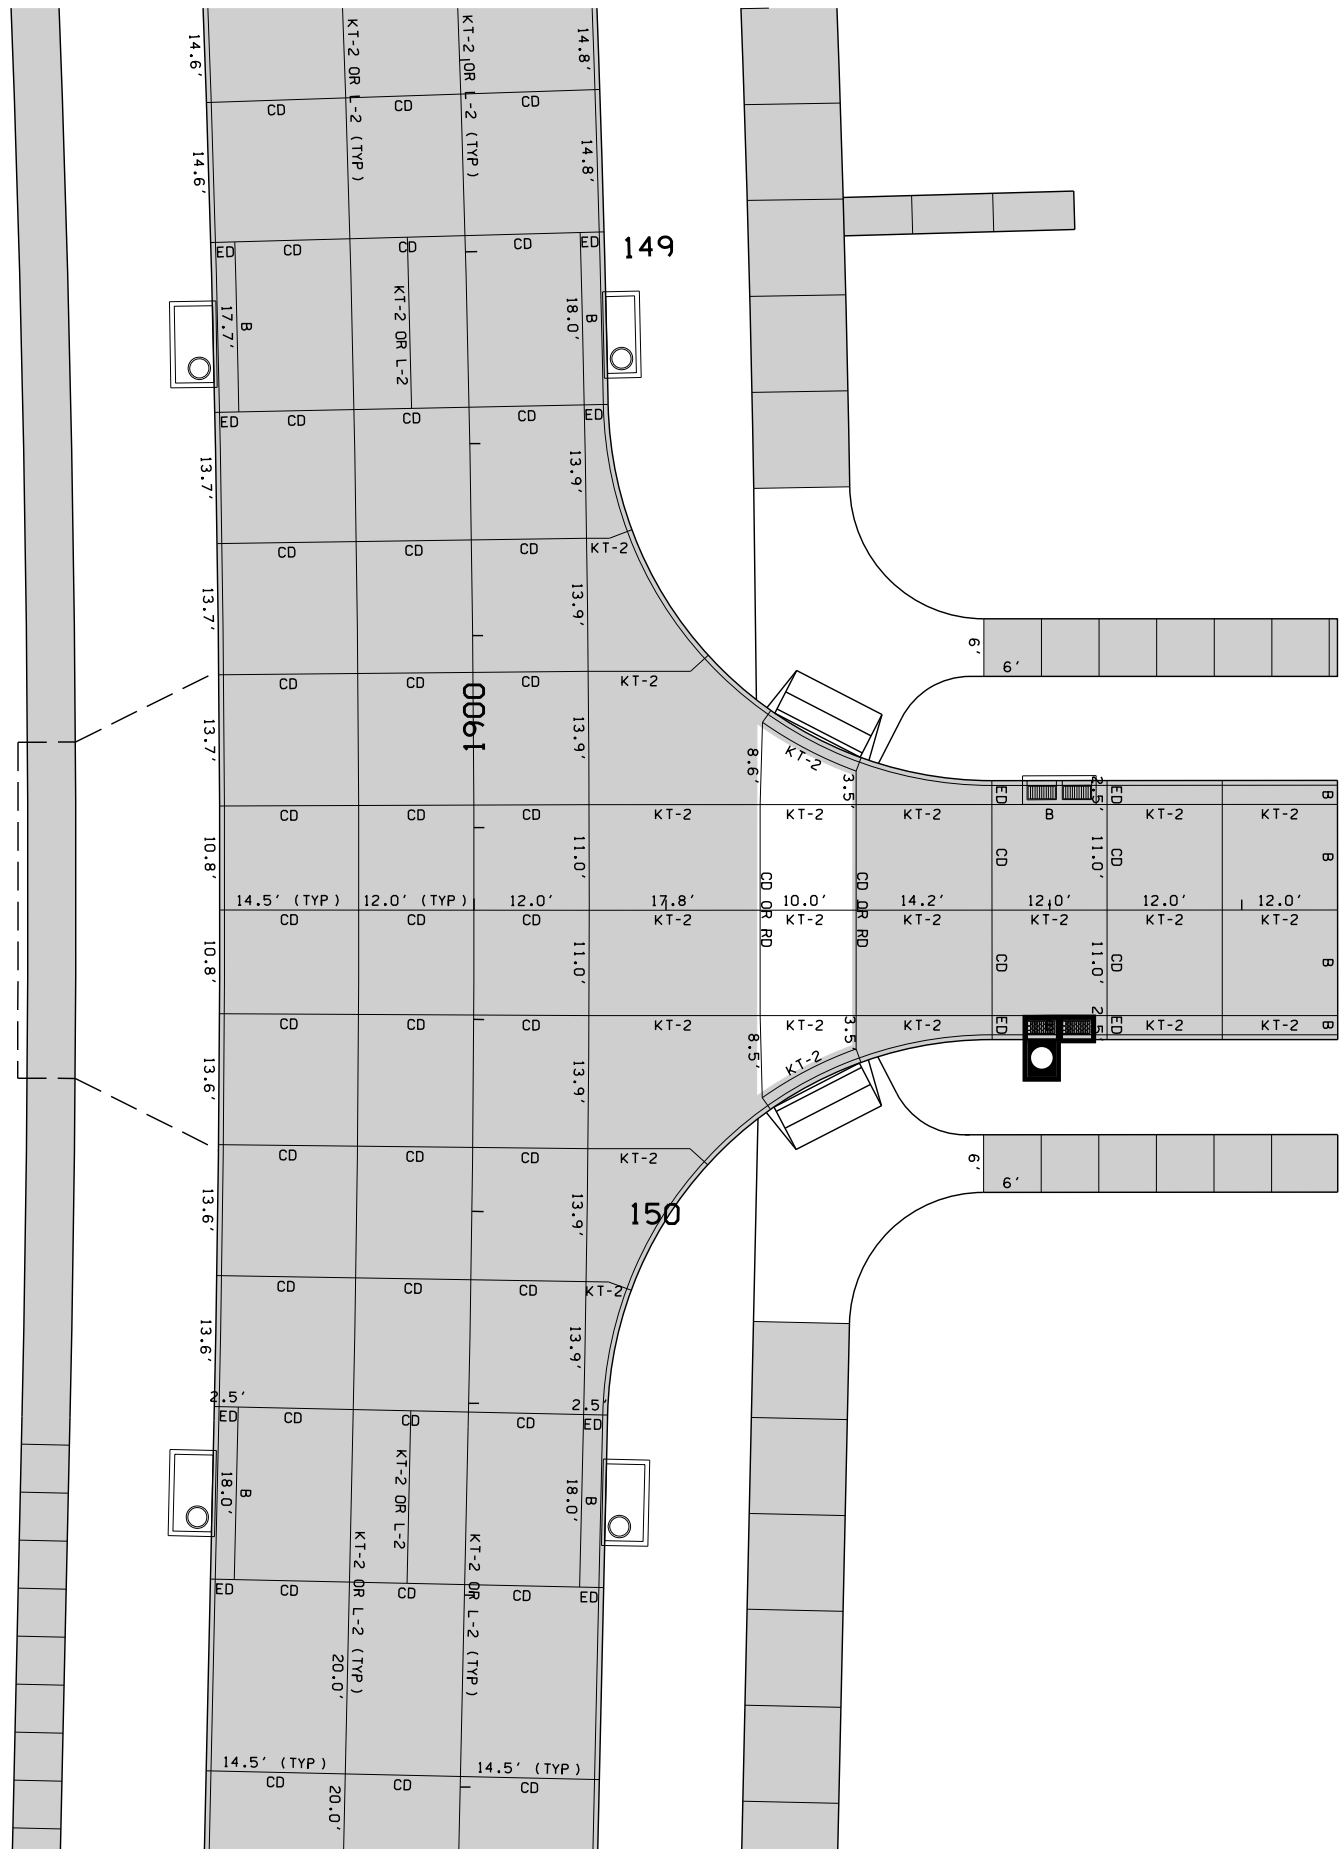 14.6′
KT-2 OR L-2 (TYP)
KT-2 OR L-2 (TYP)
14.8′
CD
CD
CD
14.6′
14.8′
ED
CD
CD
CD
ED
149
17.7′
B
KT-2 OR L-2
18.0′
B
ED
CD
CD
CD
ED
13.7′
13.9′
CD
CD
CD
KT-2
13.7′
13.9′
6′
6′
CD
CD
CD
KT-2
1900
13.7′
13.9′
8.6′
KT-2
3.5′
ED
2.5′
ED
B
CD
CD
CD
KT-2
KT-2
KT-2
B
KT-2
KT-2
10.8′
11.0′
CD OR RD
CD OR RD
CD
11.0′
CD
B
14.5′ (TYP)
12.0′ (TYP)
12.0′
17.8′
10.0′
14.2′
12.0′
12.0′
12.0′
CD
CD
CD
KT-2
KT-2
KT-2
KT-2
KT-2
KT-2
10.8′
11.0′
CD
11.0′
CD
B
CD
CD
CD
KT-2
KT-2
KT-2
ED
2.5′
ED
KT-2
KT-2
B
13.6′
13.9′
8.5′
KT-2
3.5′
CD
CD
CD
KT-2
6′
6′
13.6′
13.9′
150
CD
CD
CD
KT-2
13.6′
13.9′
2.5′
2.5′
ED
CD
CD
CD
ED
18.0′
B
KT-2 OR L-2
18.0′
B
KT-2 OR L-2 (TYP)
KT-2 OR L-2 (TYP)
ED
CD
CD
CD
ED
20.0′
14.5′ (TYP)
14.5′ (TYP)
CD
CD
CD
20.0′